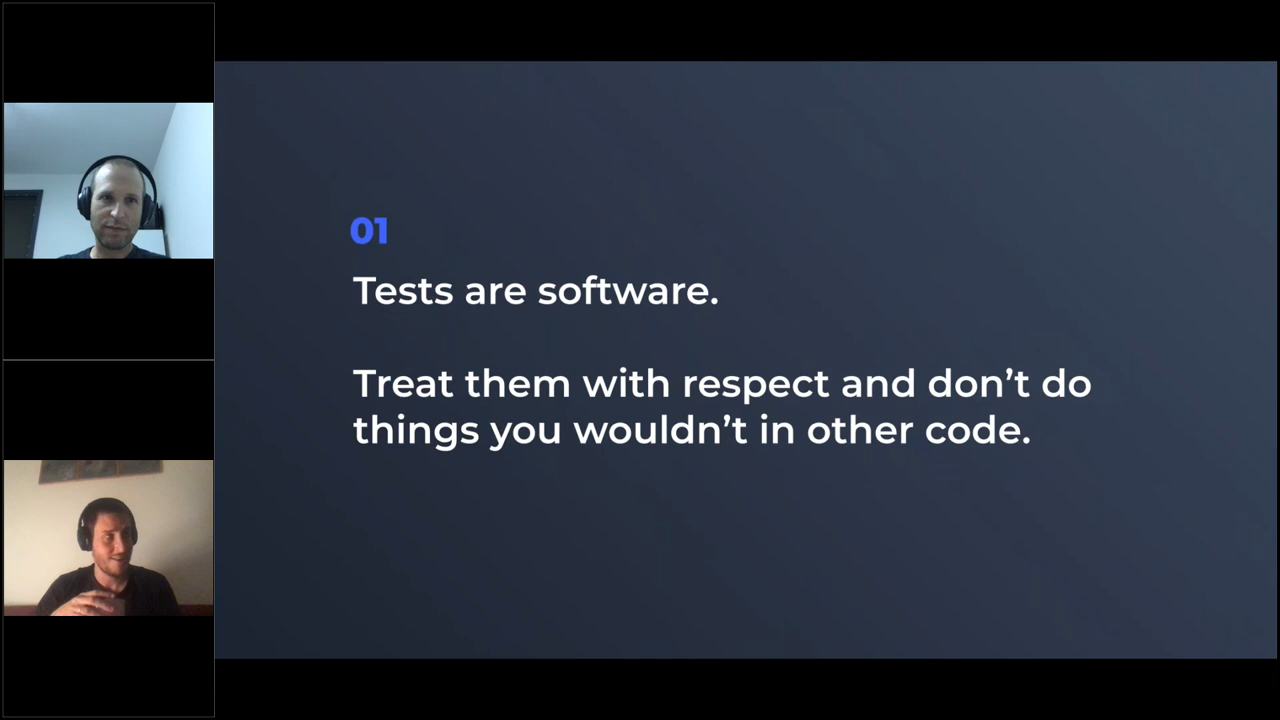 01
Tests are software.
Treat them with respect and don’t do
things you wouldn’t in other code.